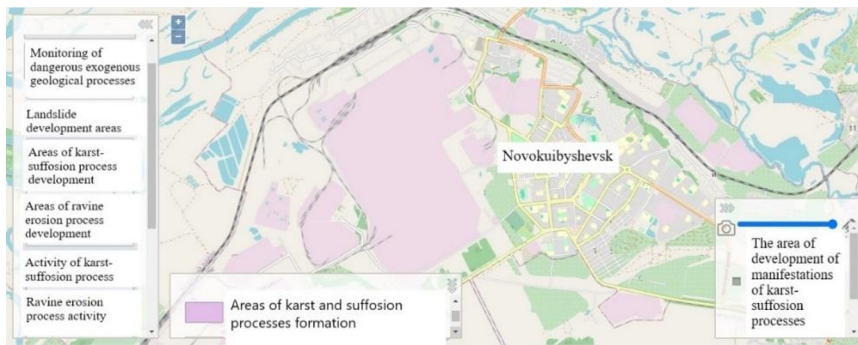 Monitoring of
dangerous exogenous
geological processes
Landslide
development areas
Areas of karst-
suffosion process
development
Areas of ravine
erosion process
development
Activity of karst-
suffosion process
Ravine erosion
process activity
Novokuibyshevsk
Areas of karst and suffosion
processes formation
The area of
development of
manifestations
of karst-
suffosion
processes
11